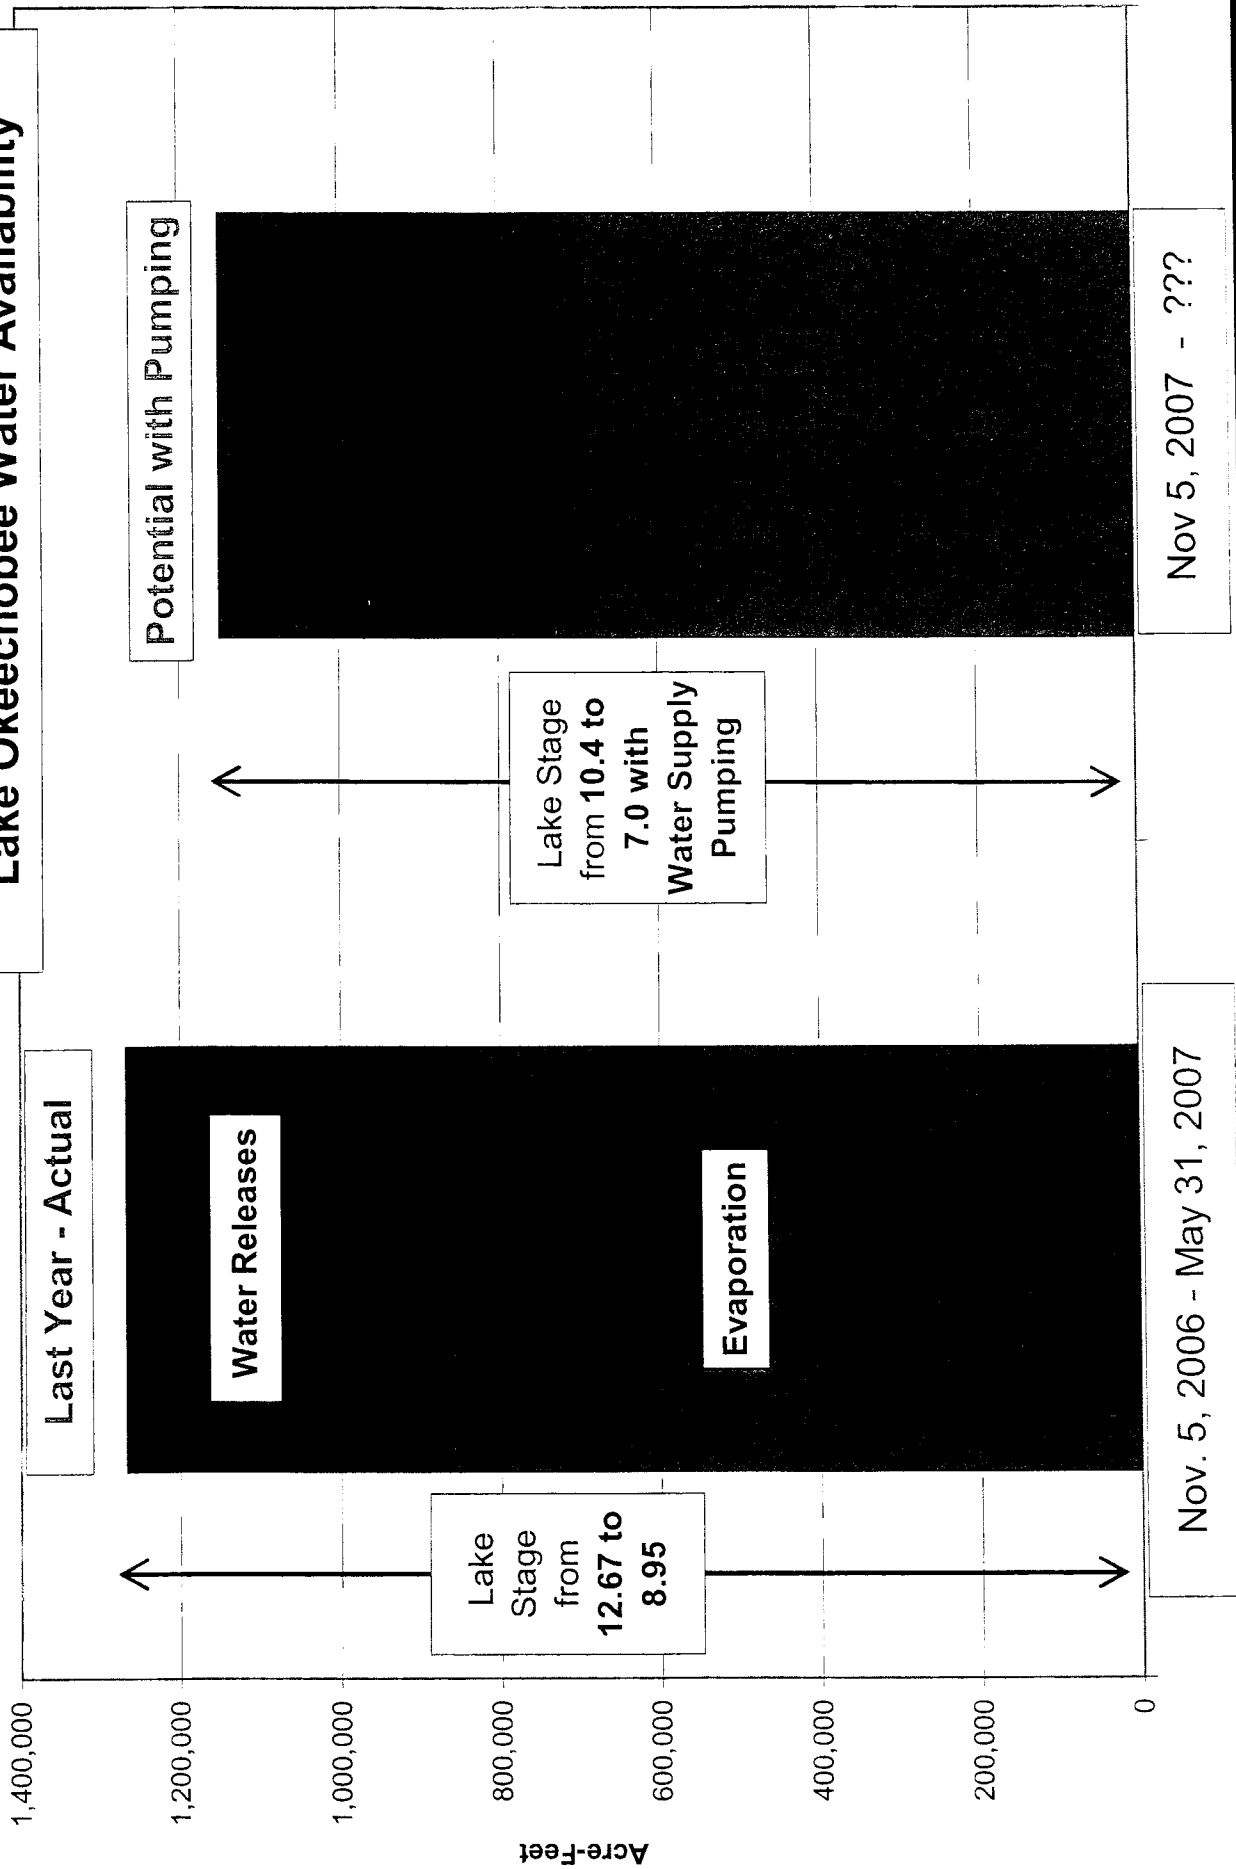 Lake Okeechobee Water Availability
Last Year - Actual
Potential with Pumping
1,400,000
1,200,000
1,000,000
800,000
600,000
400,000
200,000
0
Acre-Feet
Lake
Stage
from
12.67 to
8.95
Water Releases
Evaporation
Lake Stage
from 10.4 to
7.0 with
Water Supply
Pumping
Nov. 5, 2006 - May 31, 2007
Nov 5, 2007 - ???